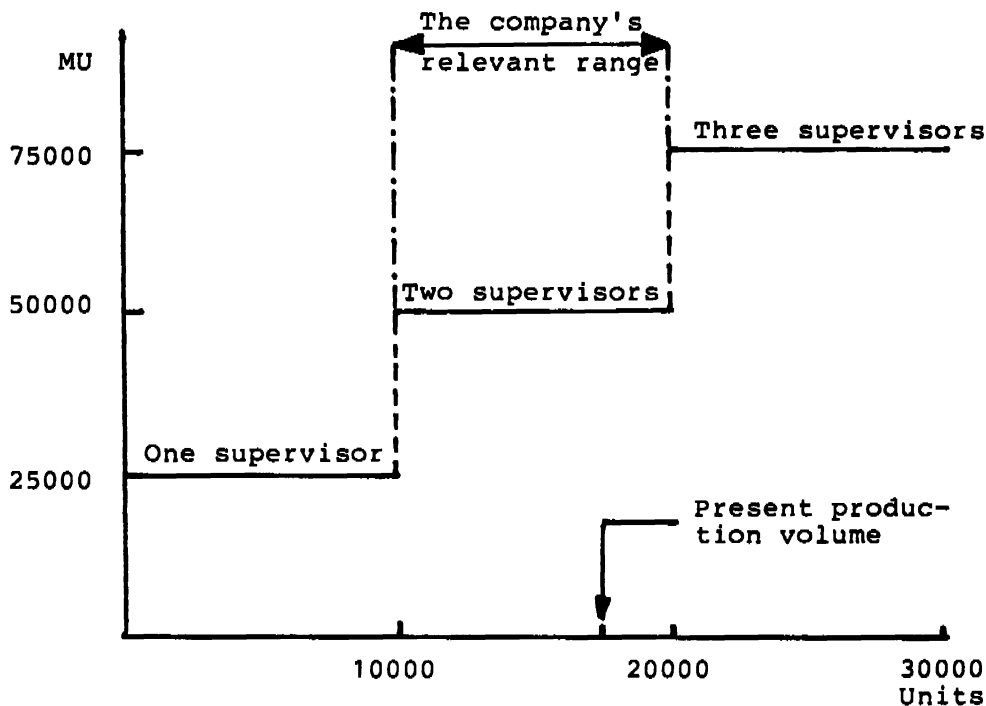 The company's
relevant range
MU
Three supervisors
75000
Two supervisors
50000
One supervisor
25000
Present produc-
tion volume
10000
20000
30000
Units